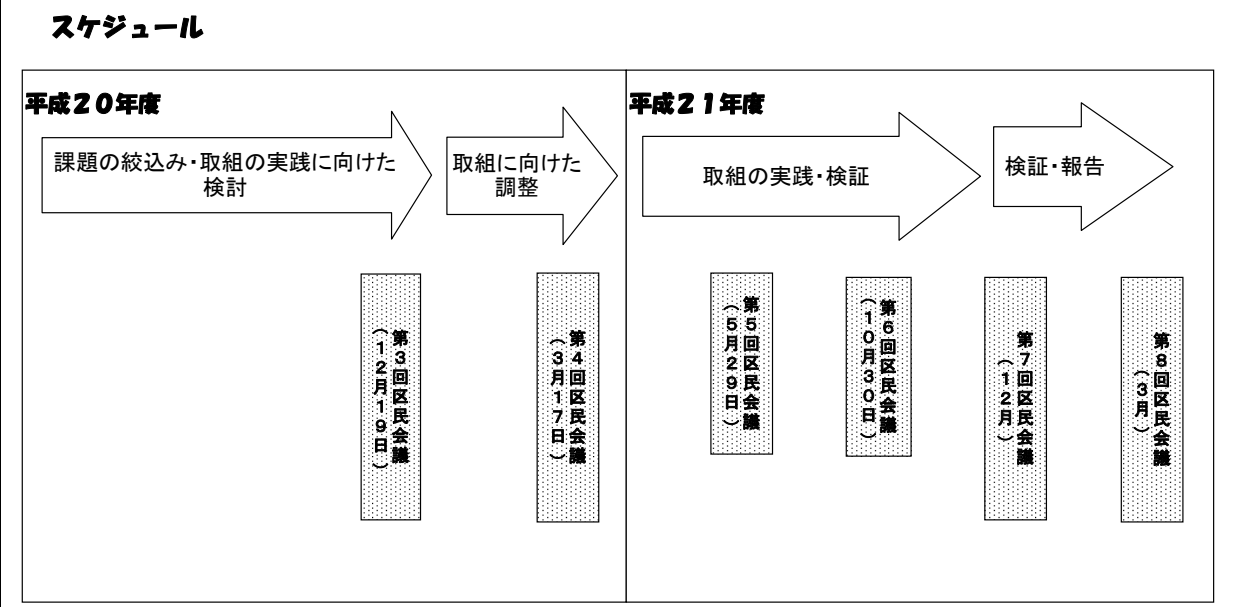 スケジュール
平成20年度
課題の絞込み・取組の実践に向けた
検討
取組に向けた
調整
第3回区民会議
(12月19日)
第4回区民会議
(3月17日)
平成21年度
取組の実践・検証
検証・報告
第5回区民会議
(5月29日)
第6回区民会議
(10月30日)
第7回区民会議
(12月)
第8回区民会議
(3月)